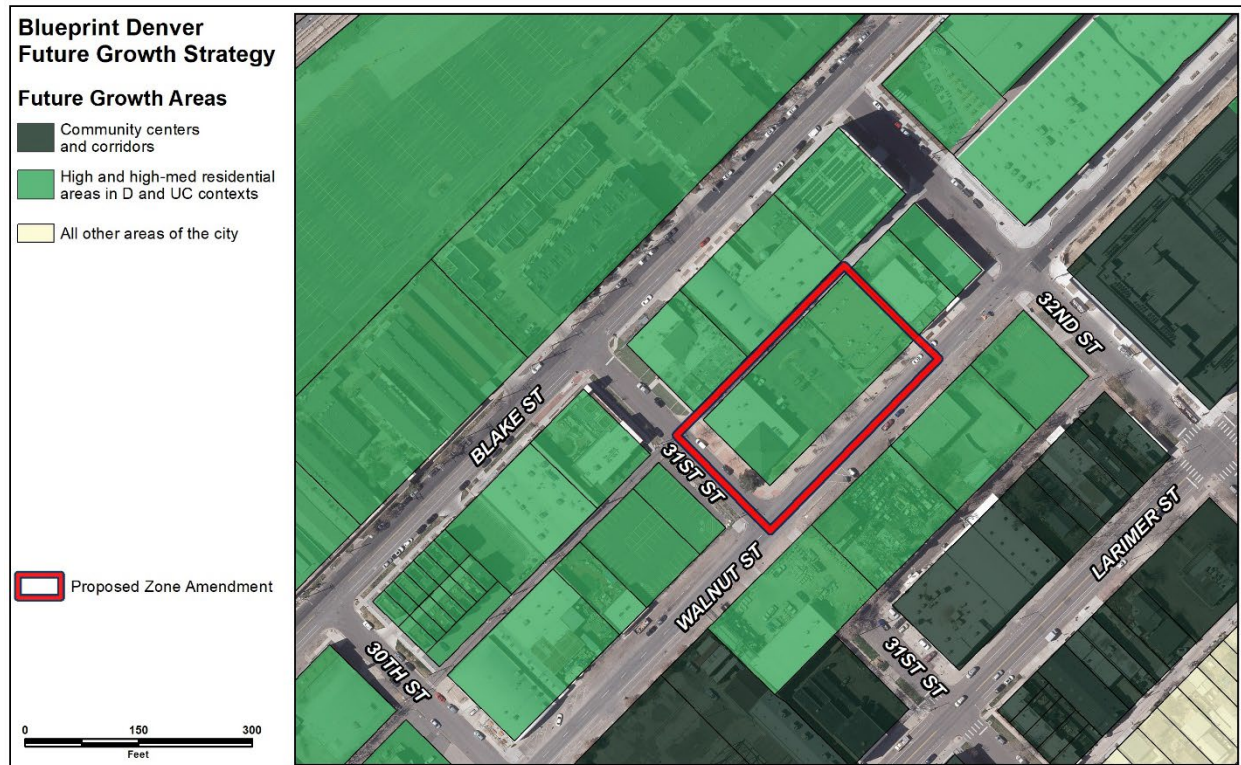 Blueprint Denver
Future Growth Strategy
Future Growth Areas
Community centers
and corridors
High and high-med residential
areas in D and UC contexts
All other areas of the city
Proposed Zone Amendment
0 150 300
Feet
BLAKE ST
31ST ST
32ND ST
WALNUT ST
LARIMER ST
30TH ST
31ST ST